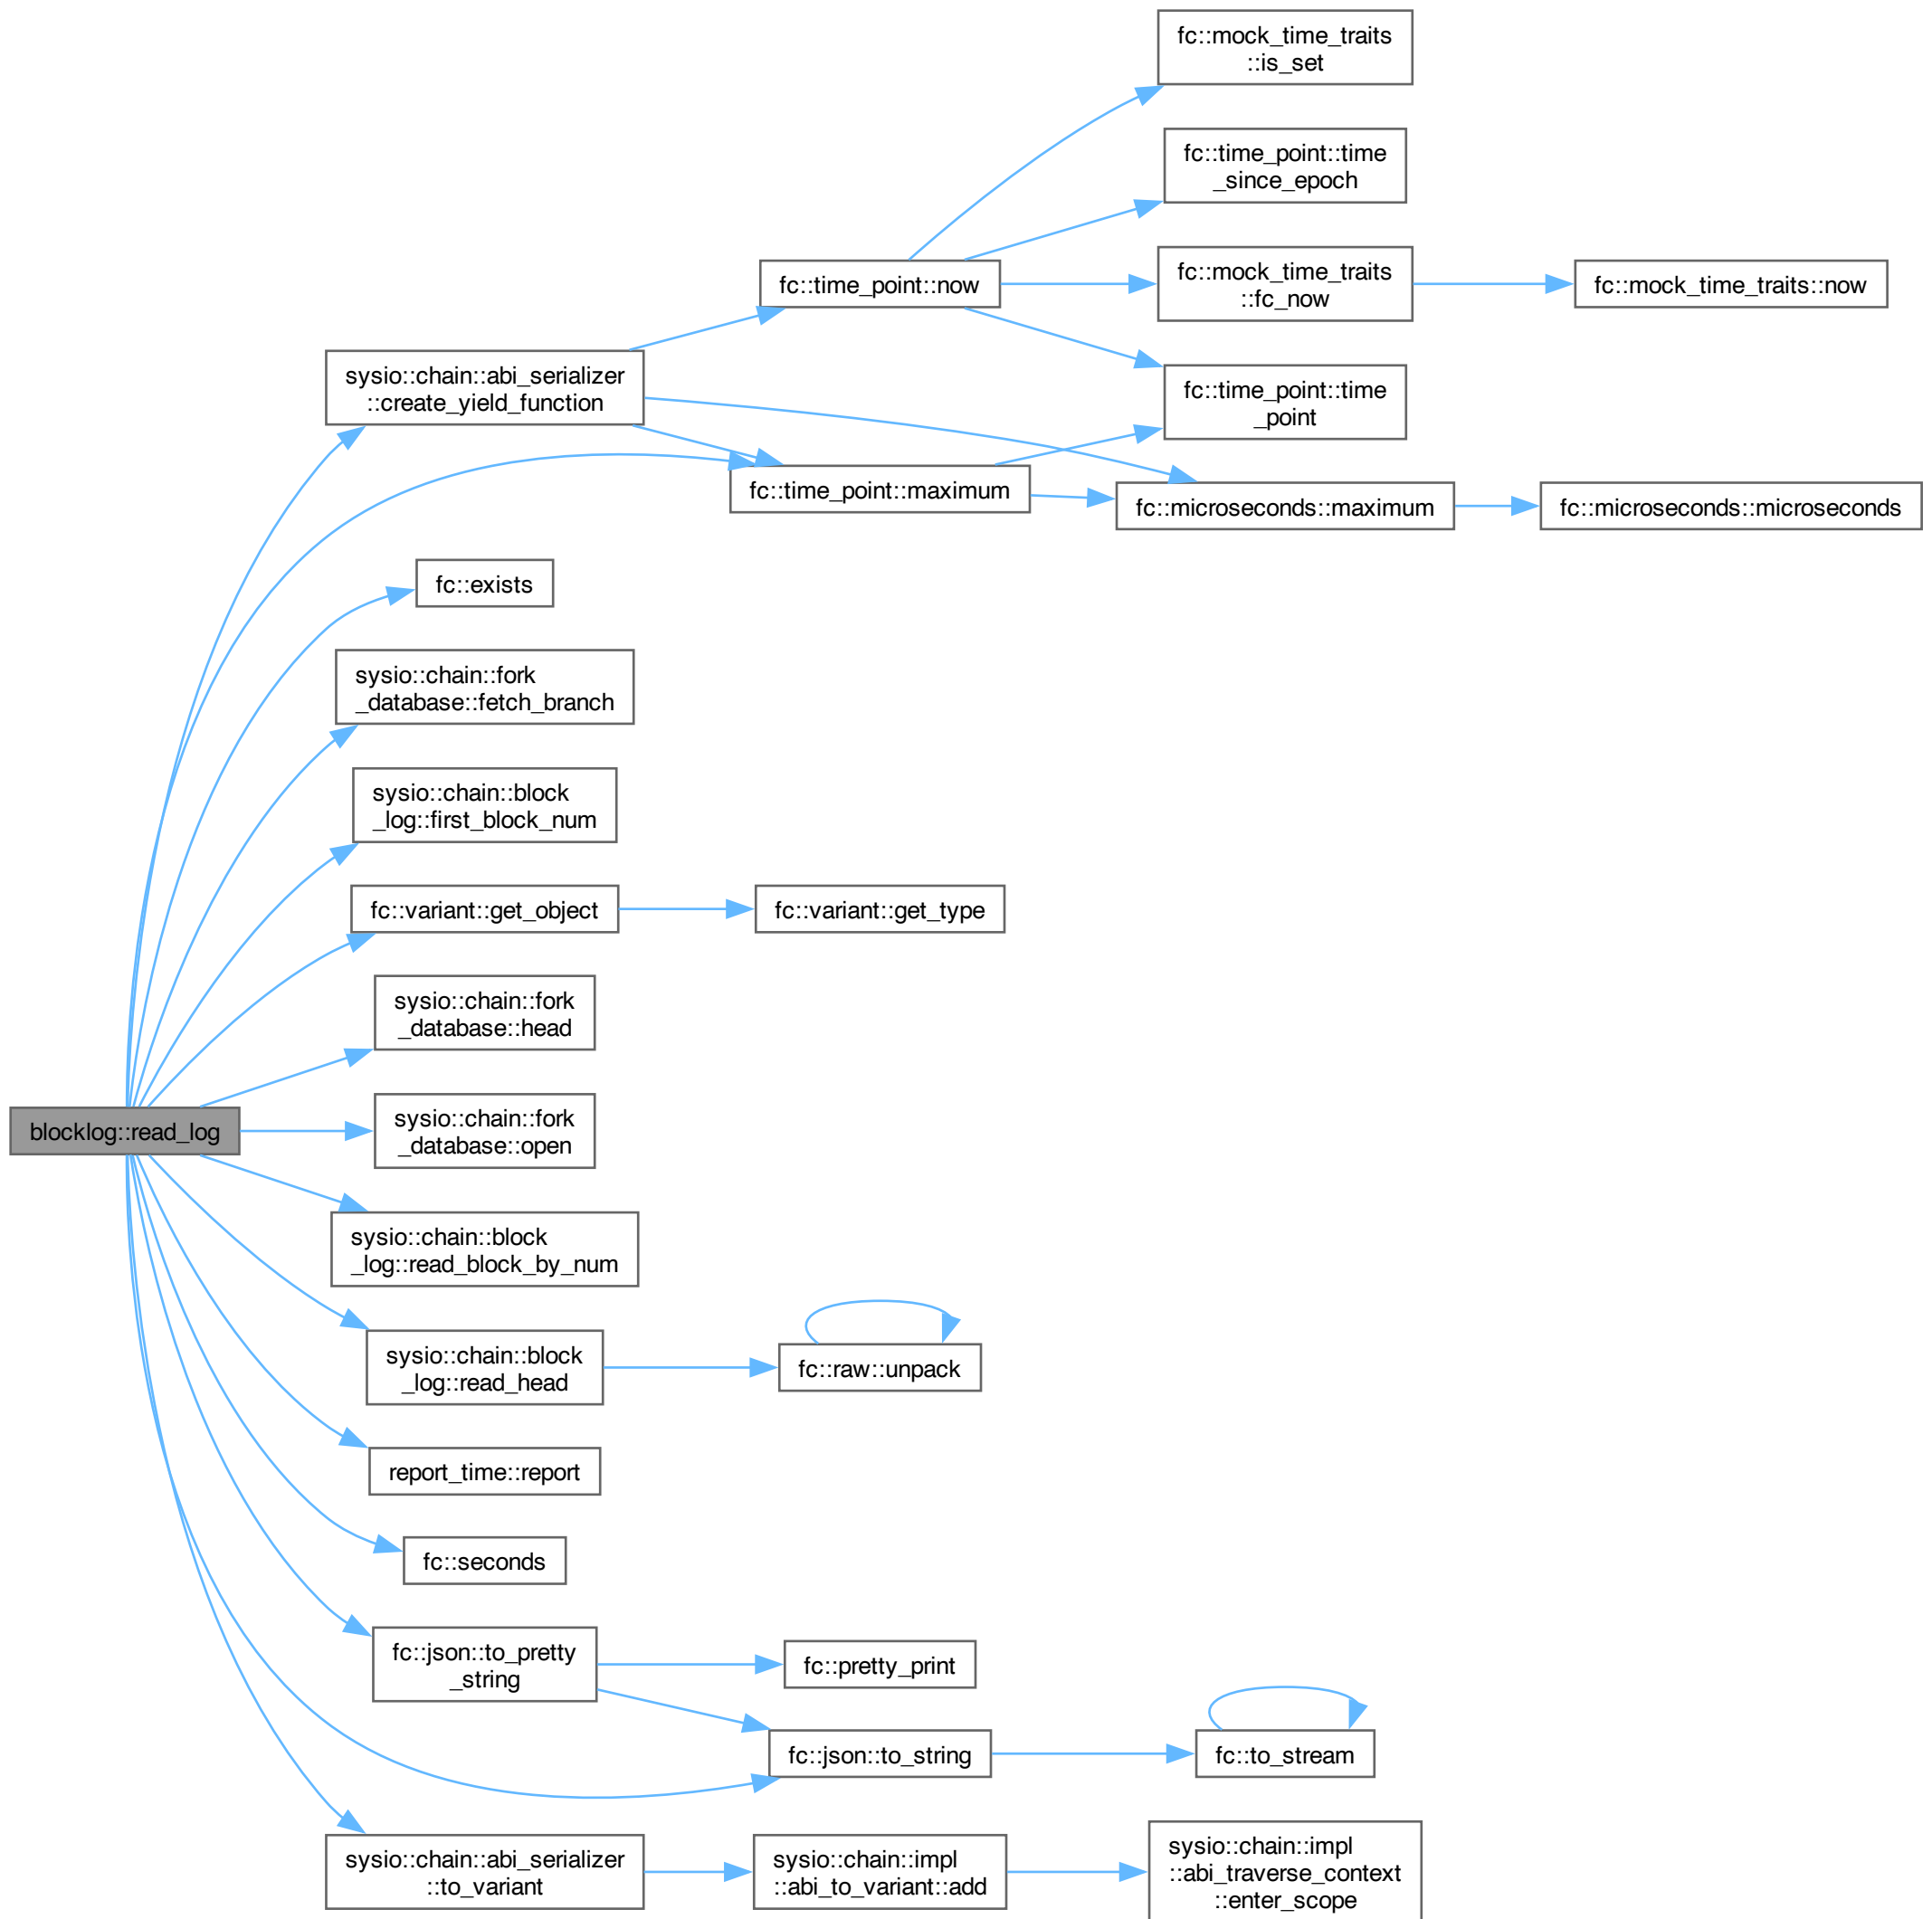 fc::mock_time_traits
::is_set
fc::time_point::time
_since_epoch
fc::time_point::now
fc::mock_time_traits
::fc_now
fc::mock_time_traits::now
sysio::chain::abi_serializer
::create_yield_function
fc::time_point::time
_point
fc::time_point::maximum
fc::microseconds::maximum
fc::microseconds::microseconds
fc::exists
sysio::chain::fork
_database::fetch_branch
sysio::chain::block
_log::first_block_num
fc::variant::get_object
fc::variant::get_type
sysio::chain::fork
_database::head
blocklog::read_log
sysio::chain::fork
_database::open
sysio::chain::block
_log::read_block_by_num
sysio::chain::block
_log::read_head
fc::raw::unpack
report_time::report
fc::seconds
fc::json::to_pretty
_string
fc::pretty_print
fc::json::to_string
fc::to_stream
sysio::chain::abi_serializer
::to_variant
sysio::chain::impl
::abi_to_variant::add
sysio::chain::impl
::abi_traverse_context
::enter_scope